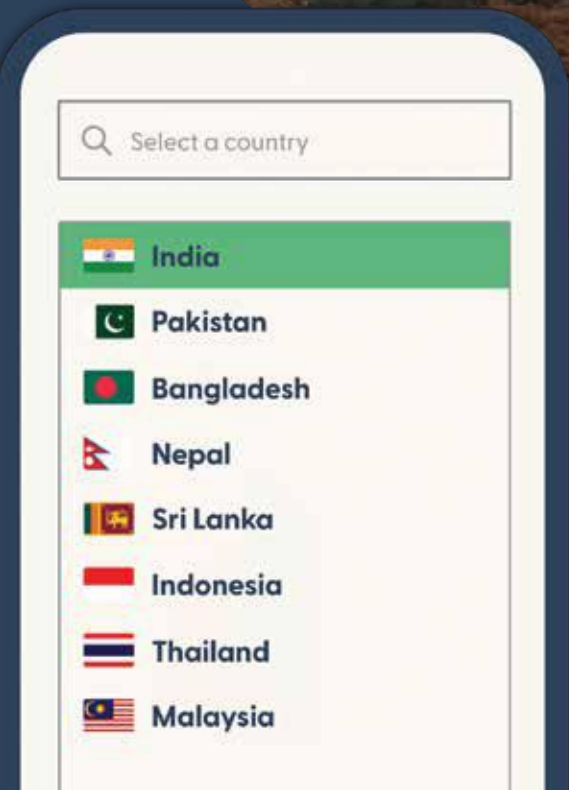 Select a country
India
Pakistan
Bangladesh
Nepal
Sri Lanka
Indonesia
Thailand
Malaysia